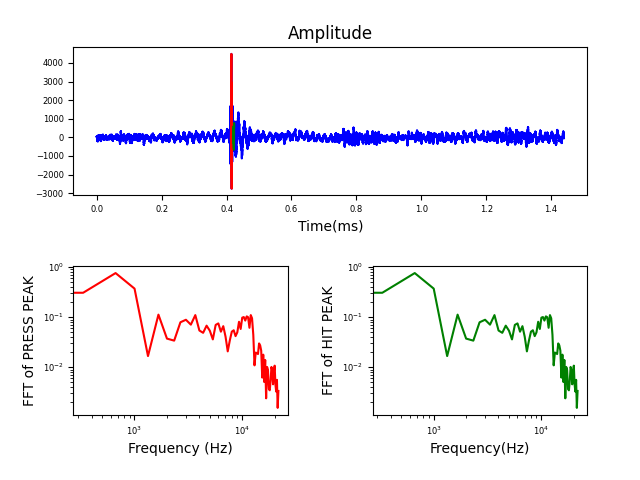 Amplitude
4000
3000
2000
1000
0
−1000
−2000
−3000
0.0 0.2 0.4 0.6 0.8 1.0 1.2 1.4
Time(ms)
FFT of PRESS PEAK
10⁰
10⁻¹
10⁻²
10³ 10⁴
Frequency (Hz)
FFT of HIT PEAK
10⁰
10⁻¹
10⁻²
10³ 10⁴
Frequency(Hz)